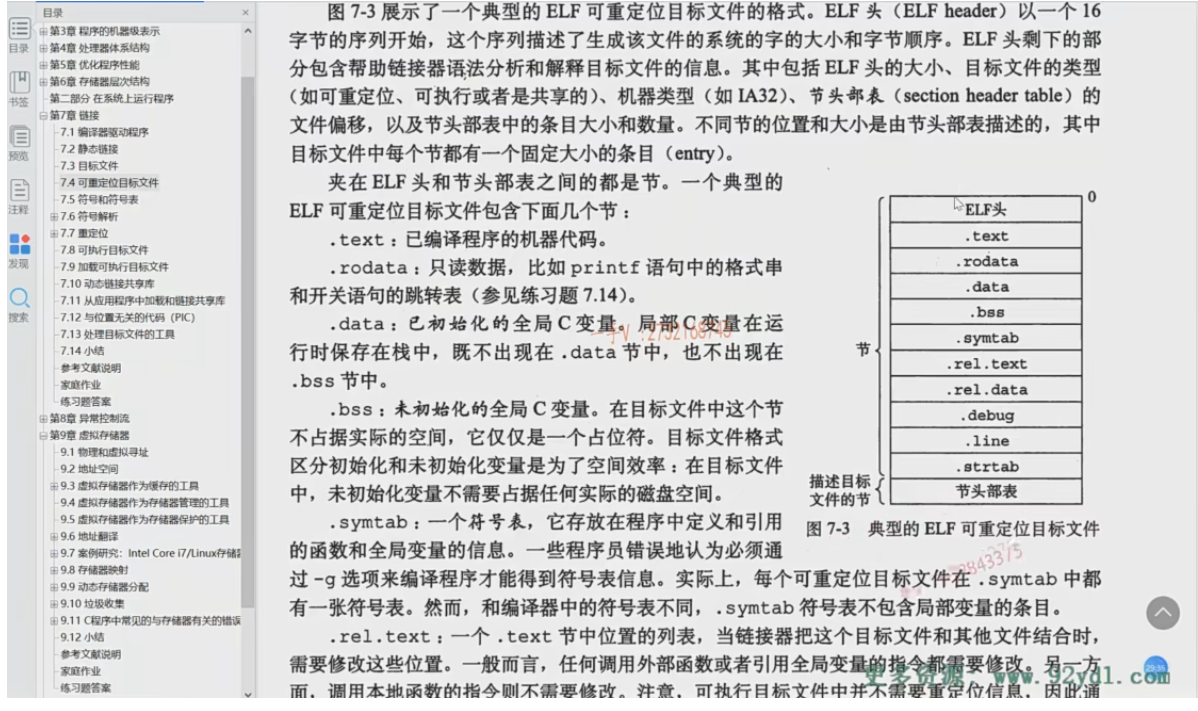 目录
×
目录
书签
预览
注释
发现
搜索
第3章 程序的机器级表示
第4章 处理器体系结构
第5章 优化程序性能
第6章 存储器层次结构
第二部分 在系统上运行程序
第7章 链接
7.1 编译器驱动程序
7.2 静态链接
7.3 目标文件
7.4 可重定位目标文件
7.5 符号和符号表
7.6 符号解析
7.7 重定位
7.8 可执行目标文件
7.9 加载可执行目标文件
7.10 动态链接共享库
7.11 从应用程序中加载和链接共享库
7.12 与位置无关的代码（PIC）
7.13 处理目标文件的工具
7.14 小结
参考文献说明
家庭作业
练习题答案
第8章 异常控制流
第9章 虚拟存储器
9.1 物理和虚拟寻址
9.2 地址空间
9.3 虚拟存储器作为缓存的工具
9.4 虚拟存储器作为存储器管理的工具
9.5 虚拟存储器作为存储器保护的工具
9.6 地址翻译
9.7 案例研究：Intel Core i7/Linux存储
9.8 存储器映射
9.9 动态存储器分配
9.10 垃圾收集
9.11 C程序中常见的与存储器有关的错误
9.12 小结
参考文献说明
家庭作业
练习题答案
图 7-3 展示了一个典型的 ELF 可重定位目标文件的格式。ELF 头（ELF header）以一个 16
字节的序列开始，这个序列描述了生成该文件的系统的字的大小和字节顺序。ELF 头剩下的部
分包含帮助链接器语法分析和解释目标文件的信息。其中包括 ELF 头的大小、目标文件的类型
（如可重定位、可执行或者是共享的）、机器类型（如 IA32）、节头部表（section header table）的
文件偏移，以及节头部表中的条目大小和数量。不同节的位置和大小是由节头部表描述的，其中
目标文件中每个节都有一个固定大小的条目（entry）。
夹在 ELF 头和节头部表之间的都是节。一个典型的
ELF 可重定位目标文件包含下面几个节：
.text：已编译程序的机器代码。
.rodata：只读数据，比如 printf 语句中的格式串
和开关语句的跳转表（参见练习题 7.14）。
.data：已初始化的全局 C 变量。局部 C 变量在运
行时保存在栈中，既不出现在 .data 节中，也不出现在
.bss 节中。
.bss：未初始化的全局 C 变量。在目标文件中这个节
不占据实际的空间，它仅仅是一个占位符。目标文件格式
区分初始化和未初始化变量是为了空间效率：在目标文件
中，未初始化变量不需要占据任何实际的磁盘空间。
.symtab：一个符号表，它存放在程序中定义和引用
的函数和全局变量的信息。一些程序员错误地认为必须通
过 -g 选项来编译程序才能得到符号表信息。实际上，每个可重定位目标文件在 .symtab 中都
有一张符号表。然而，和编译器中的符号表不同，.symtab 符号表不包含局部变量的条目。
.rel.text：一个 .text 节中位置的列表，当链接器把这个目标文件和其他文件结合时，
需要修改这些位置。一般而言，任何调用外部函数或者引用全局变量的指令都需要修改。另一方
面，调用本地函数的指令则不需要修改。注意，可执行目标文件中并不需要重定位信息，因此通
0
ELF头
.text
.rodata
.data
.bss
.symtab
.rel.text
.rel.data
.debug
.line
.strtab
节头部表
节
描述目标
文件的节
图 7-3 典型的 ELF 可重定位目标文件
更多资源：www.92ydl.com
29:35